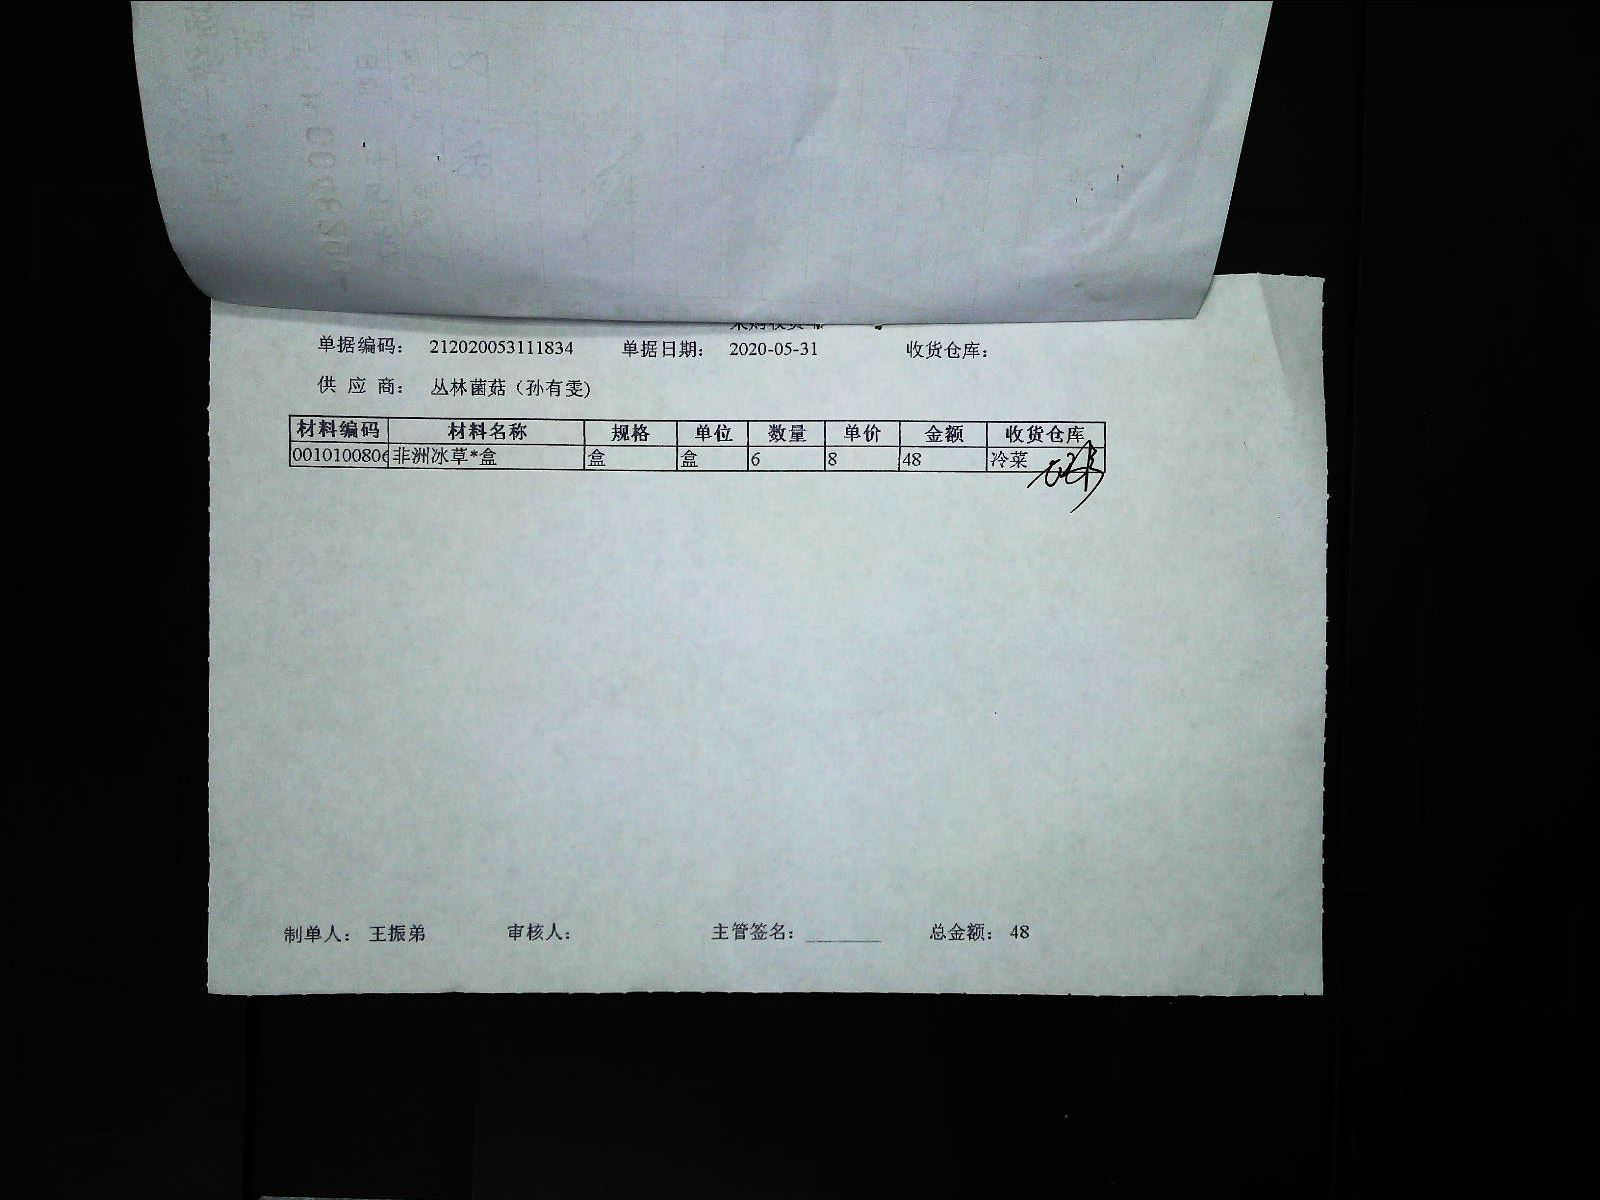 单据编码: 212020053111834 单据日期: 2020-05-31 收货仓库:
供 应 商: 丛林菌菇(孙有雯)
材料编码 材料名称 规格 单位 数量 单价 金额 收货仓库
0010100806 非洲冰草*盒 盒 盒 6 8 48 冷菜
制单人: 王振弟 审核人: 主管签名: ________ 总金额: 48